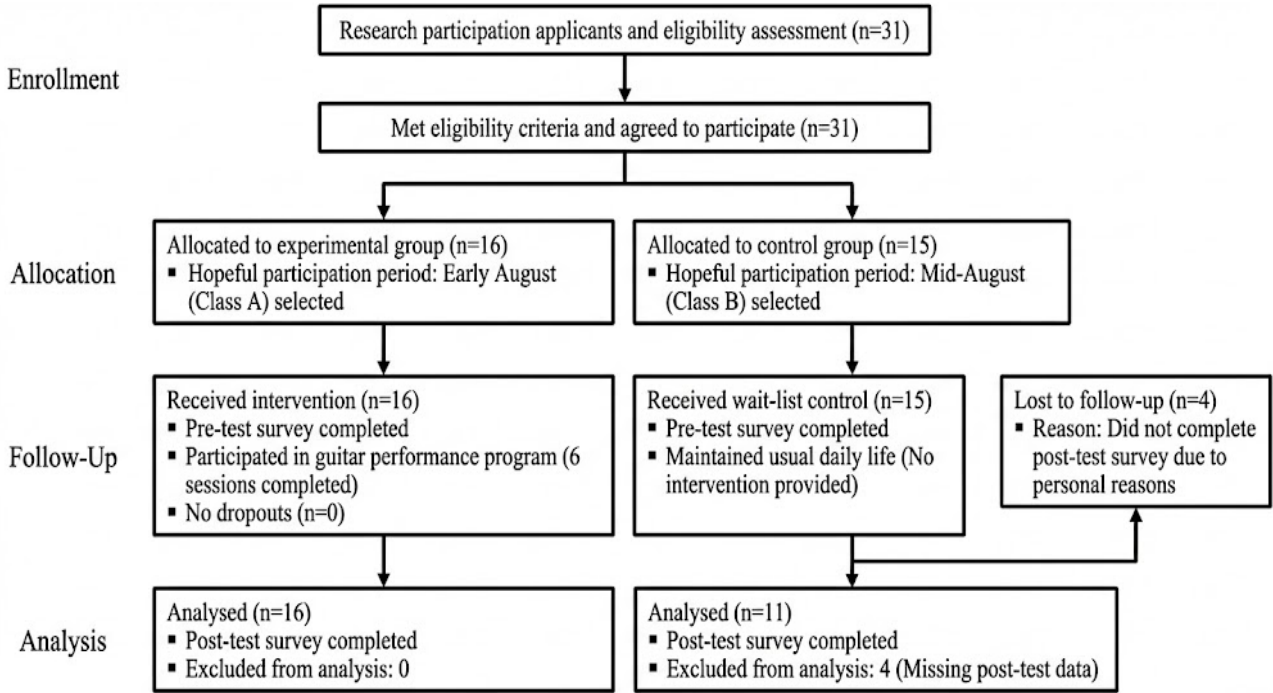 Research participation applicants and eligibility assessment (n=31)
Enrollment
Met eligibility criteria and agreed to participate (n=31)
Allocation
Allocated to experimental group (n=16)
▪ Hopeful participation period: Early August
(Class A) selected
Allocated to control group (n=15)
▪ Hopeful participation period: Mid-August
(Class B) selected
Follow-Up
Received intervention (n=16)
▪ Pre-test survey completed
▪ Participated in guitar performance program (6
sessions completed)
▪ No dropouts (n=0)
Received wait-list control (n=15)
▪ Pre-test survey completed
▪ Maintained usual daily life (No
intervention provided)
Lost to follow-up (n=4)
▪ Reason: Did not complete
post-test survey due to
personal reasons
Analysis
Analysed (n=16)
▪ Post-test survey completed
▪ Excluded from analysis: 0
Analysed (n=11)
▪ Post-test survey completed
▪ Excluded from analysis: 4 (Missing post-test data)